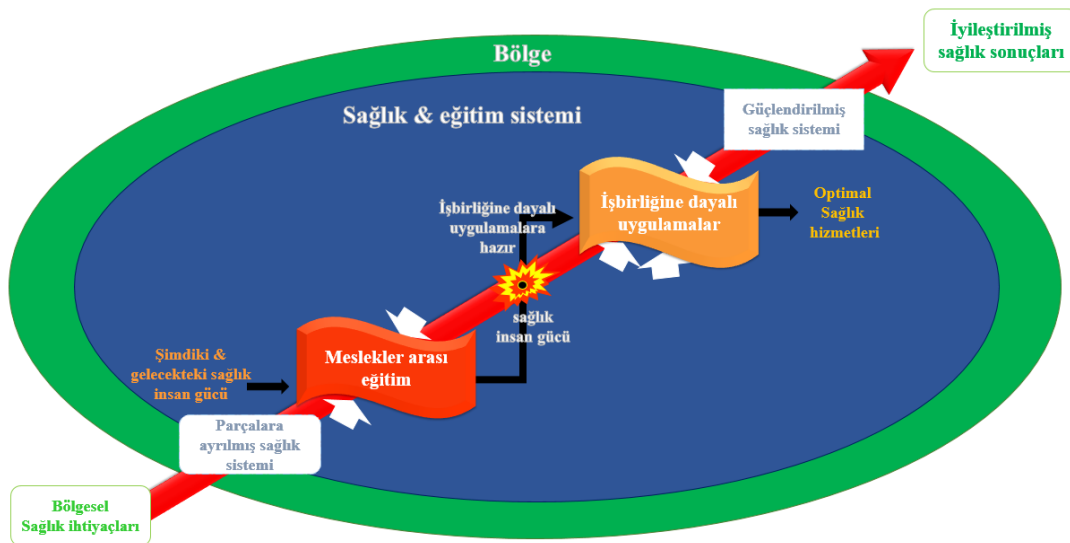 İyileştirilmiş
sağlık sonuçları
Bölge
Sağlık & eğitim sistemi
Güçlendirilmiş
sağlık sistemi
İşbirliğine dayalı
uygulamalara
hazır
İşbirliğine dayalı
uygulamalar
Optimal
Sağlık
hizmetleri
sağlık
insan gücü
Meslekler arası
eğitim
Şimdiki &
gelecekteki sağlık
insan gücü
Parçalara
ayrılmış sağlık
sistemi
Bölgesel
Sağlık ihtiyaçları